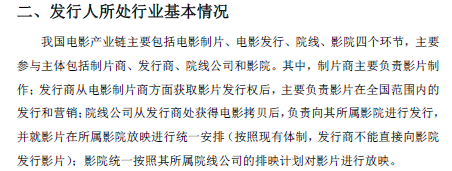 二、发行人所处行业基本情况
我国电影产业链主要包括电影制片、电影发行、院线、影院四个环节，主要
参与主体包括制片商、发行商、院线公司和影院。其中，制片商主要负责影片制
作；发行商从电影制片商方面获取影片发行权后，主要负责影片在全国范围内的
发行和营销；院线公司从发行商处获得电影拷贝后，负责向其所属影院进行发行，
并就影片在所属影院放映进行统一安排（按照现有体制，发行商不能直接向影院
发行影片）；影院统一按照其所属院线公司的排映计划对影片进行放映。